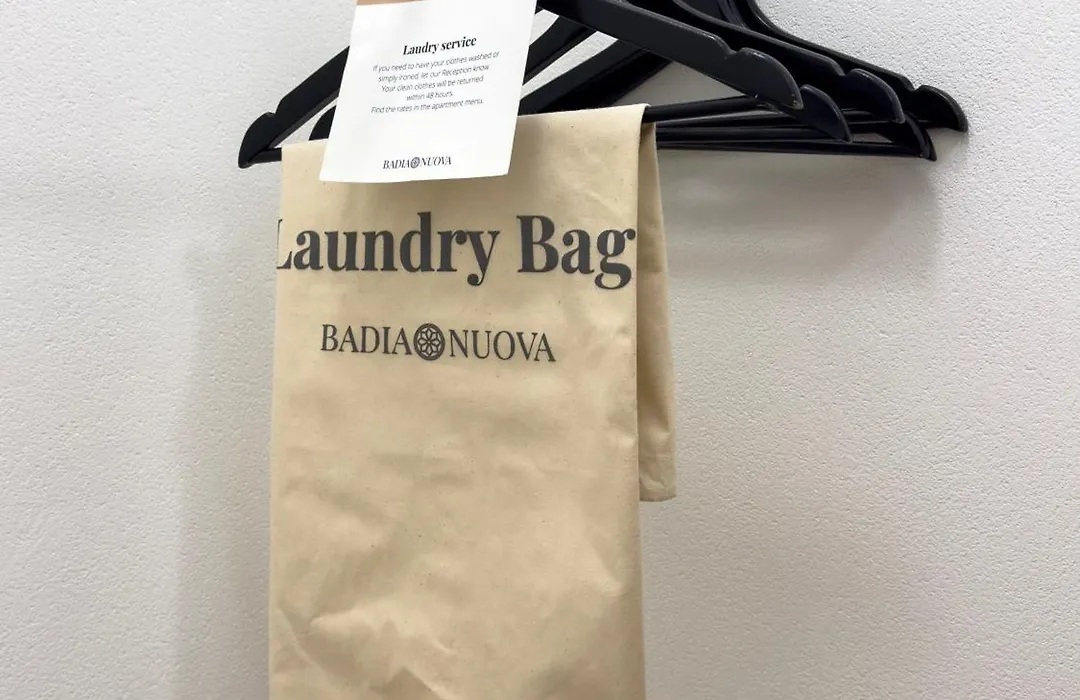 Laudry service
If you need to have your clothes washed or
simply ironed, let our Reception know
Your clean clothes will be returned
within 48 hours.
Find the rates in the apartment menu.
BADIA NUOVA
Laundry Bag
BADIA NUOVA